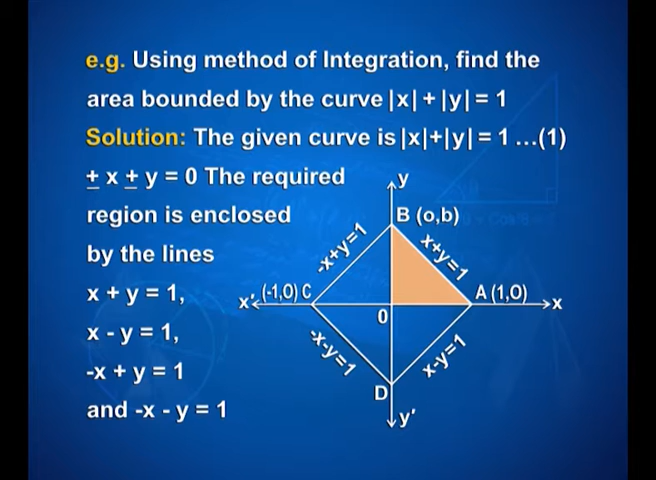 e.g. Using method of Integration, find the
area bounded by the curve |x| + |y| = 1
Solution: The given curve is |x|+|y| = 1 ...(1)
± x ± y = 0 The required
region is enclosed
by the lines
x + y = 1,
x - y = 1,
-x + y = 1
and -x - y = 1
y
B (o,b)
-x+y=1
x+y=1
x' (-1,0) C
A (1,0)
x
0
-x-y=1
x-y=1
D
y'